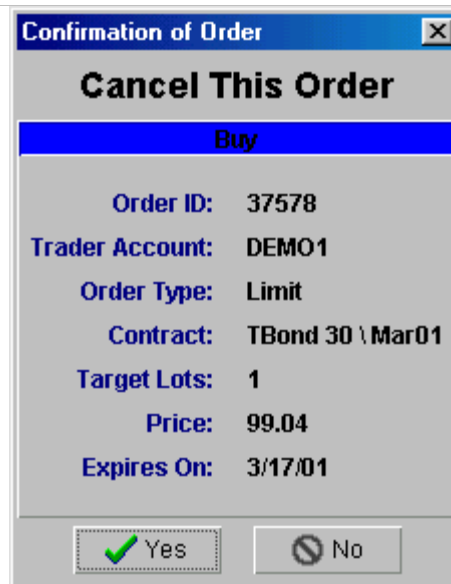 Confirmation of Order
Cancel This Order
Buy
Order ID: 37578
Trader Account: DEMO1
Order Type: Limit
Contract: TBond 30 \ Mar01
Target Lots: 1
Price: 99.04
Expires On: 3/17/01
Yes No